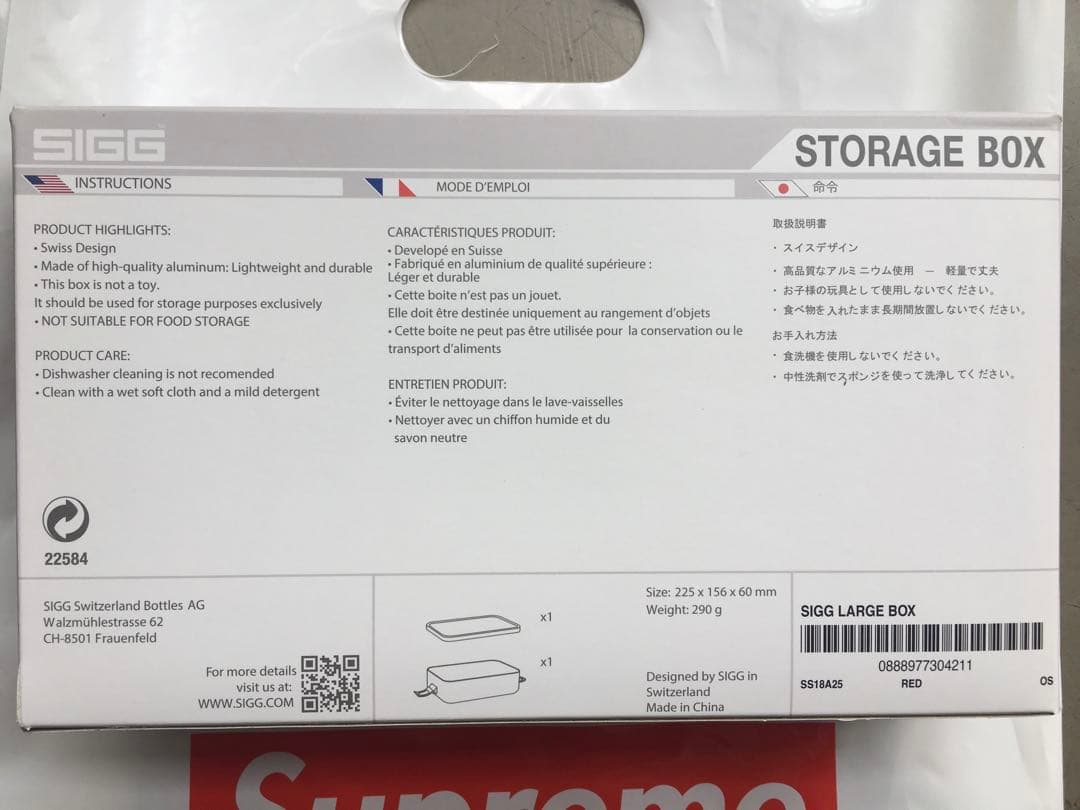 SIGG™
STORAGE BOX
INSTRUCTIONS
PRODUCT HIGHLIGHTS:
• Swiss Design
• Made of high-quality aluminum: Lightweight and durable
• This box is not a toy.
It should be used for storage purposes exclusively
• NOT SUITABLE FOR FOOD STORAGE
PRODUCT CARE:
• Dishwasher cleaning is not recomended
• Clean with a wet soft cloth and a mild detergent
MODE D'EMPLOI
CARACTÉRISTIQUES PRODUIT:
• Developé en Suisse
• Fabriqué en aluminium de qualité supérieure :
Léger et durable
• Cette boite n'est pas un jouet.
Elle doit être destinée uniquement au rangement d'objets
• Cette boite ne peut pas être utilisée pour la conservation ou le
transport d'aliments
ENTRETIEN PRODUIT:
• Éviter le nettoyage dans le lave-vaisselles
• Nettoyer avec un chiffon humide et du
savon neutre
命令
取扱説明書
・ スイスデザイン
・ 高品質なアルミニウム使用 － 軽量で丈夫
・ お子様の玩具として使用しないでください。
・ 食べ物を入れたまま長期間放置しないでください。
お手入れ方法
・ 食洗機を使用しないでください。
・ 中性洗剤でスポンジを使って洗浄してください。
22584
SIGG Switzerland Bottles AG
Walzmühlestrasse 62
CH-8501 Frauenfeld
For more details
visit us at:
WWW.SIGG.COM
x1
x1
Size: 225 x 156 x 60 mm
Weight: 290 g
Designed by SIGG in
Switzerland
Made in China
SIGG LARGE BOX
0888977304211
SS18A25 RED OS
Supreme